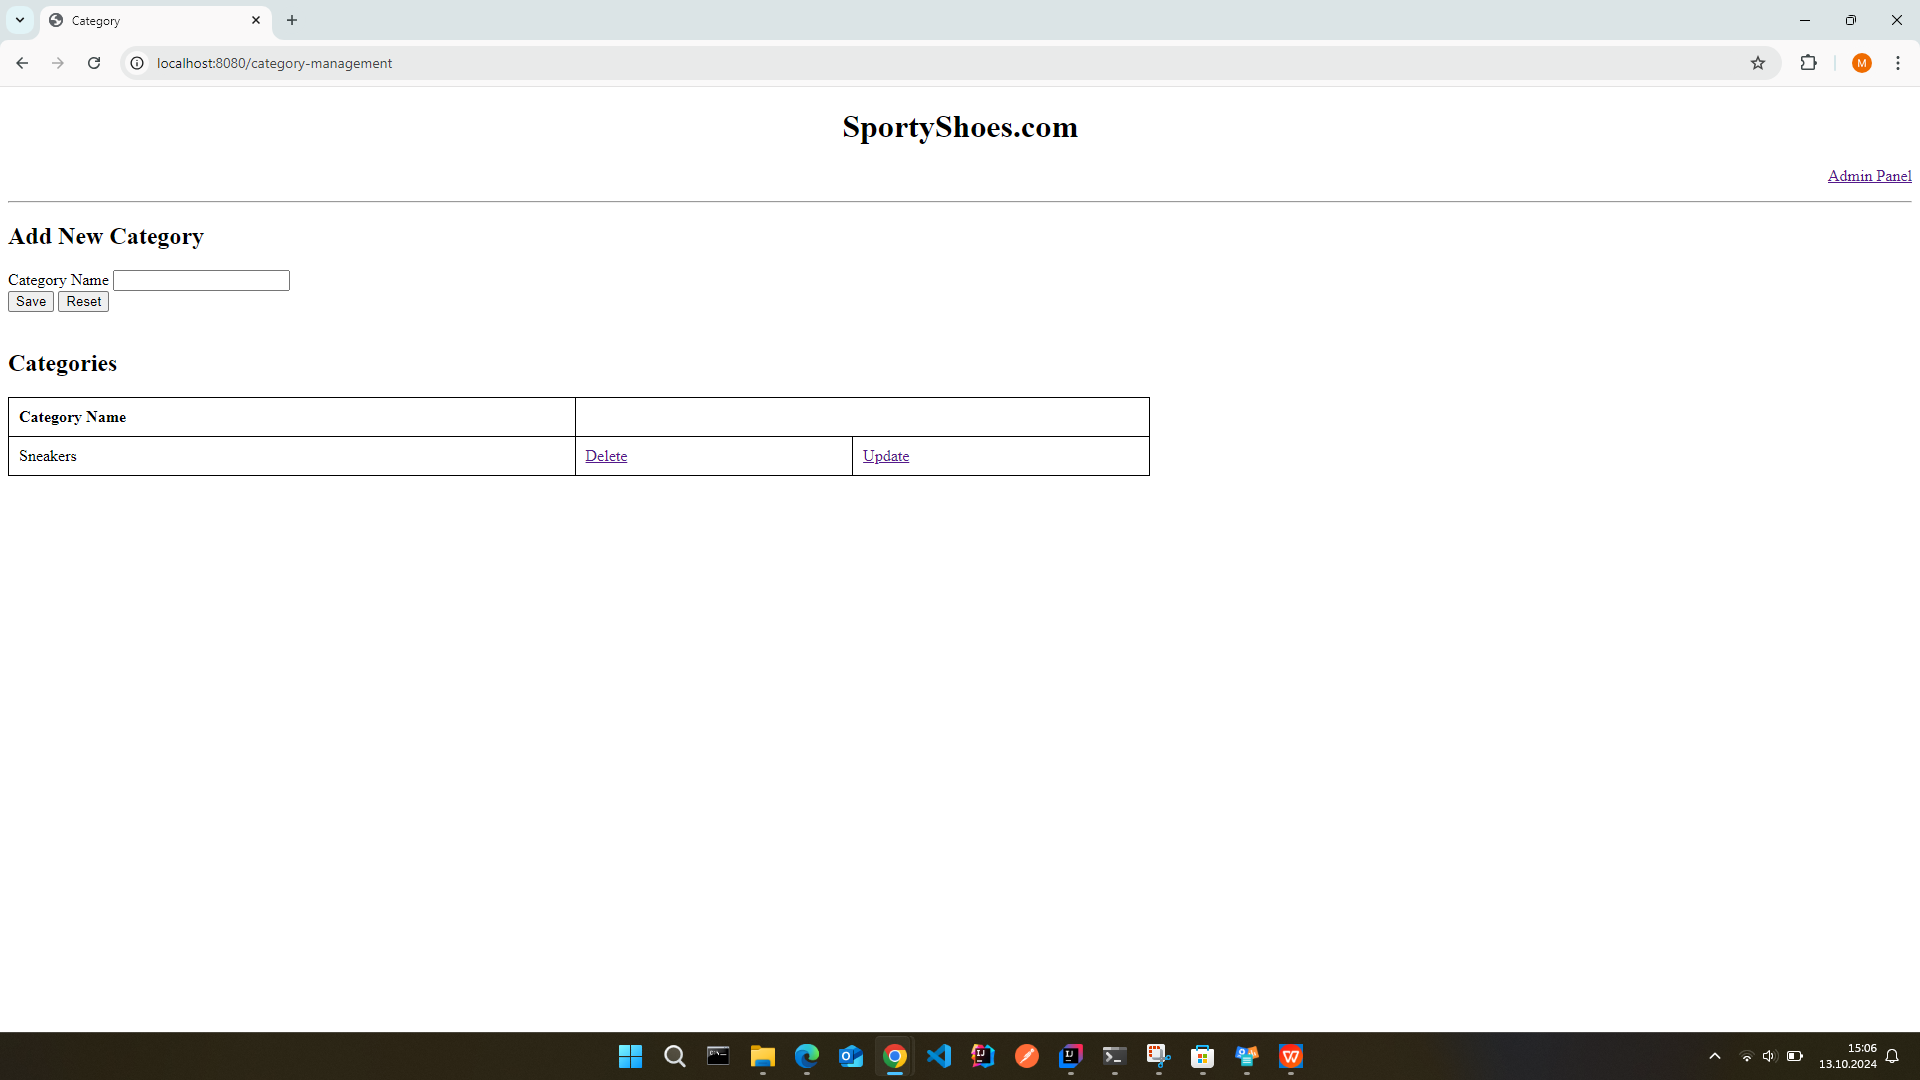 Category
localhost:8080/category-management
M
SportyShoes.com
Admin Panel
Add New Category
Category Name
Save Reset
Categories
Category Name
Sneakers Delete Update
15:06
13.10.2024